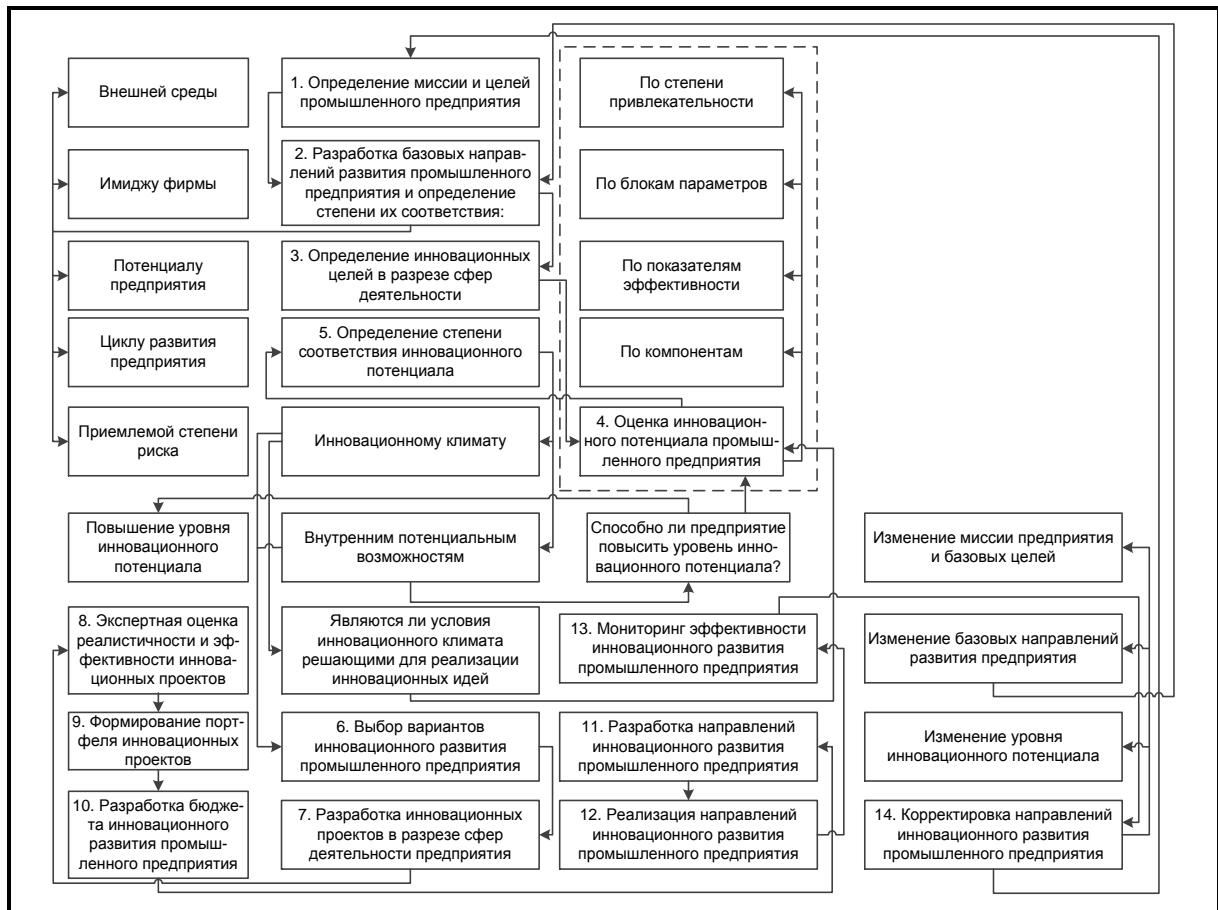 Внешней среды
1. Определение миссии и целей
промышленного предприятия
По степени
привлекательности
Имиджу фирмы
2. Разработка базовых направ-
лений развития промышленного
предприятия и определение
степени их соответствия:
По блокам параметров
Потенциалу
предприятия
3. Определение инновационных
целей в разрезе сфер
деятельности
По показателям
эффективности
Циклу развития
предприятия
5. Определение степени
соответствия инновационного
потенциала
По компонентам
Приемлемой степени
риска
Инновационному климату
4. Оценка инновацион-
ного потенциала промыш-
ленного предприятия
Повышение уровня
инновационного
потенциала
Внутренним потенциальным
возможностям
Способно ли предприятие
повысить уровень инно-
вационного потенциала?
Изменение миссии предприятия
и базовых целей
8. Экспертная оценка
реалистичности и эф-
фективности иннова-
ционных проектов
Являются ли условия
инновационного климата
решающими для реализации
инновационных идей
13. Мониторинг эффективности
инновационного развития
промышленного предприятия
Изменение базовых направлений
развития предприятия
9. Формирование порт-
феля инновационных
проектов
6. Выбор вариантов
инновационного развития
промышленного предприятия
11. Разработка направлений
инновационного развития
промышленного предприятия
Изменение уровня
инновационного потенциала
10. Разработка бюдже-
та инновационного
развития промыш-
ленного предприятия
7. Разработка инновационных
проектов в разрезе сфер
деятельности предприятия
12. Реализация направлений
инновационного развития
промышленного предприятия
14. Корректировка направлений
инновационного развития
промышленного предприятия